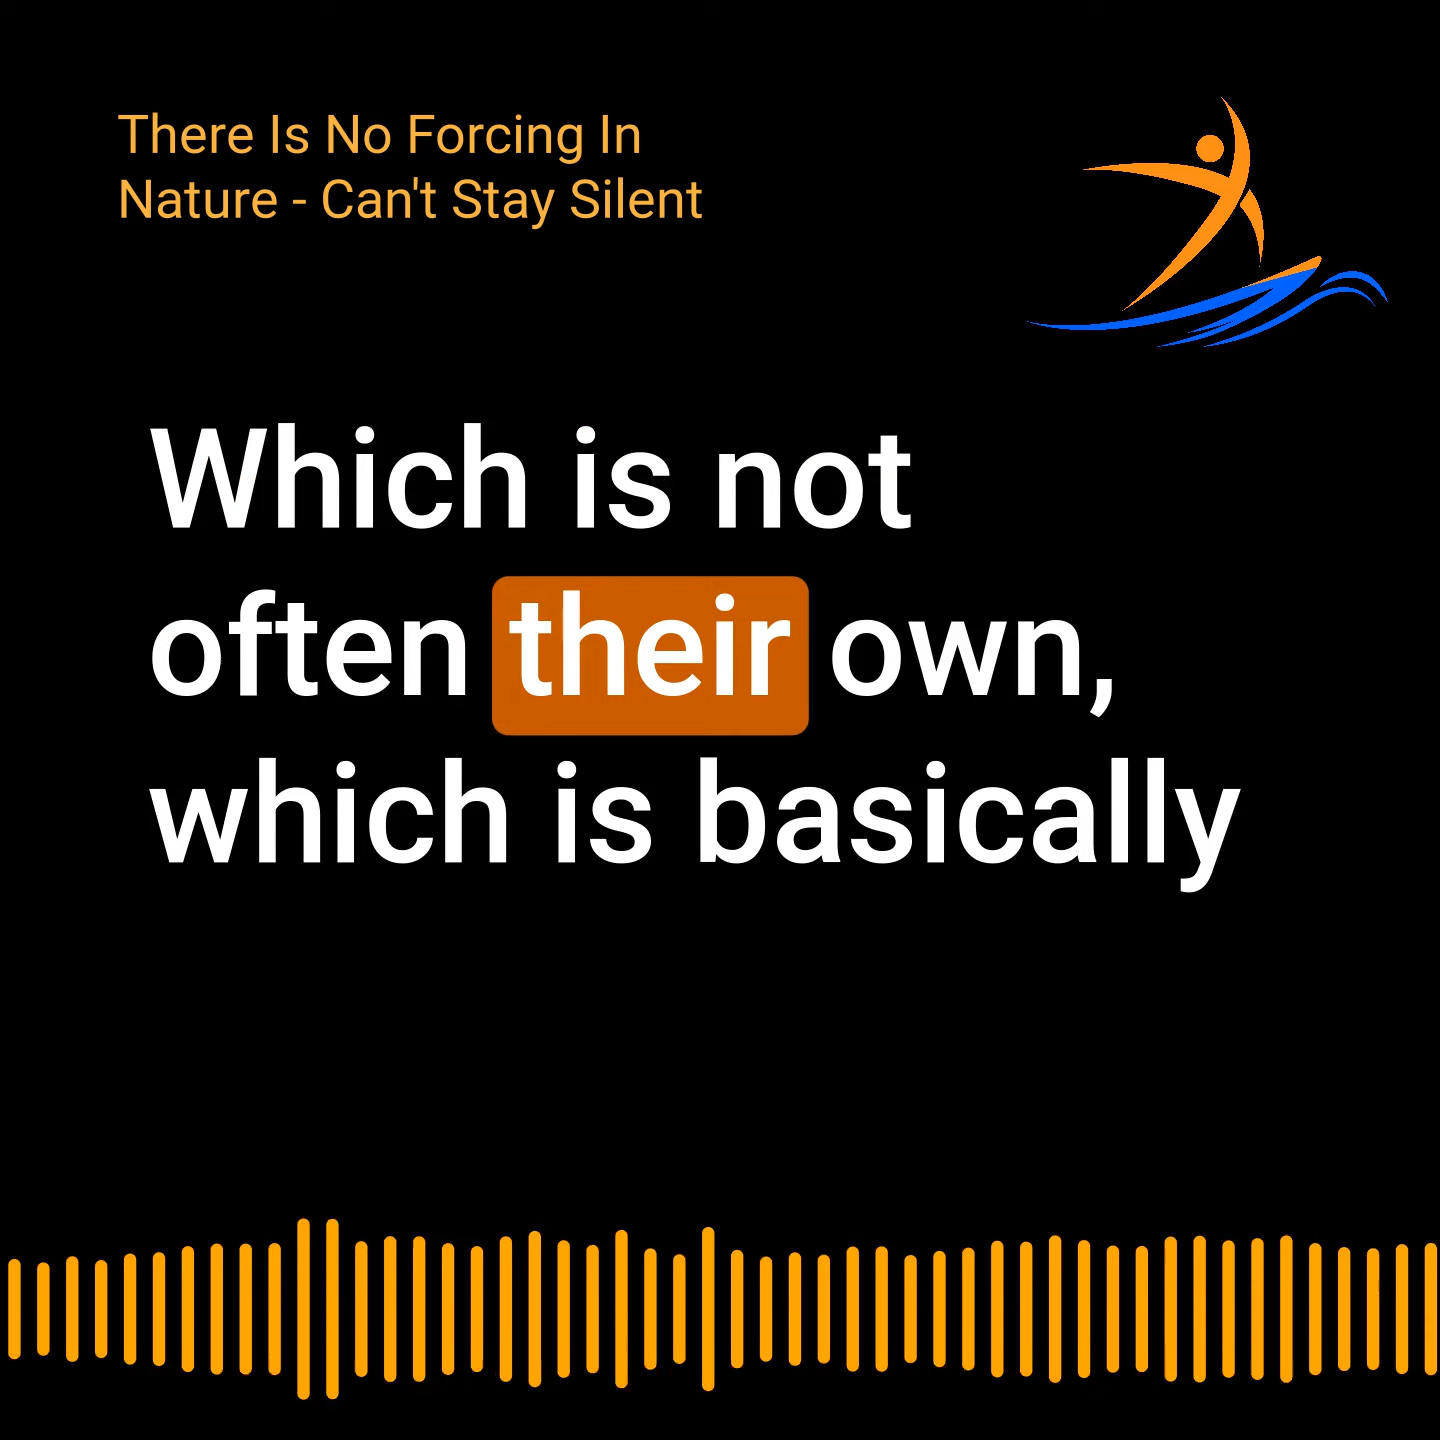 There Is No Forcing In
Nature - Can't Stay Silent
Which is not
often their own,
which is basically